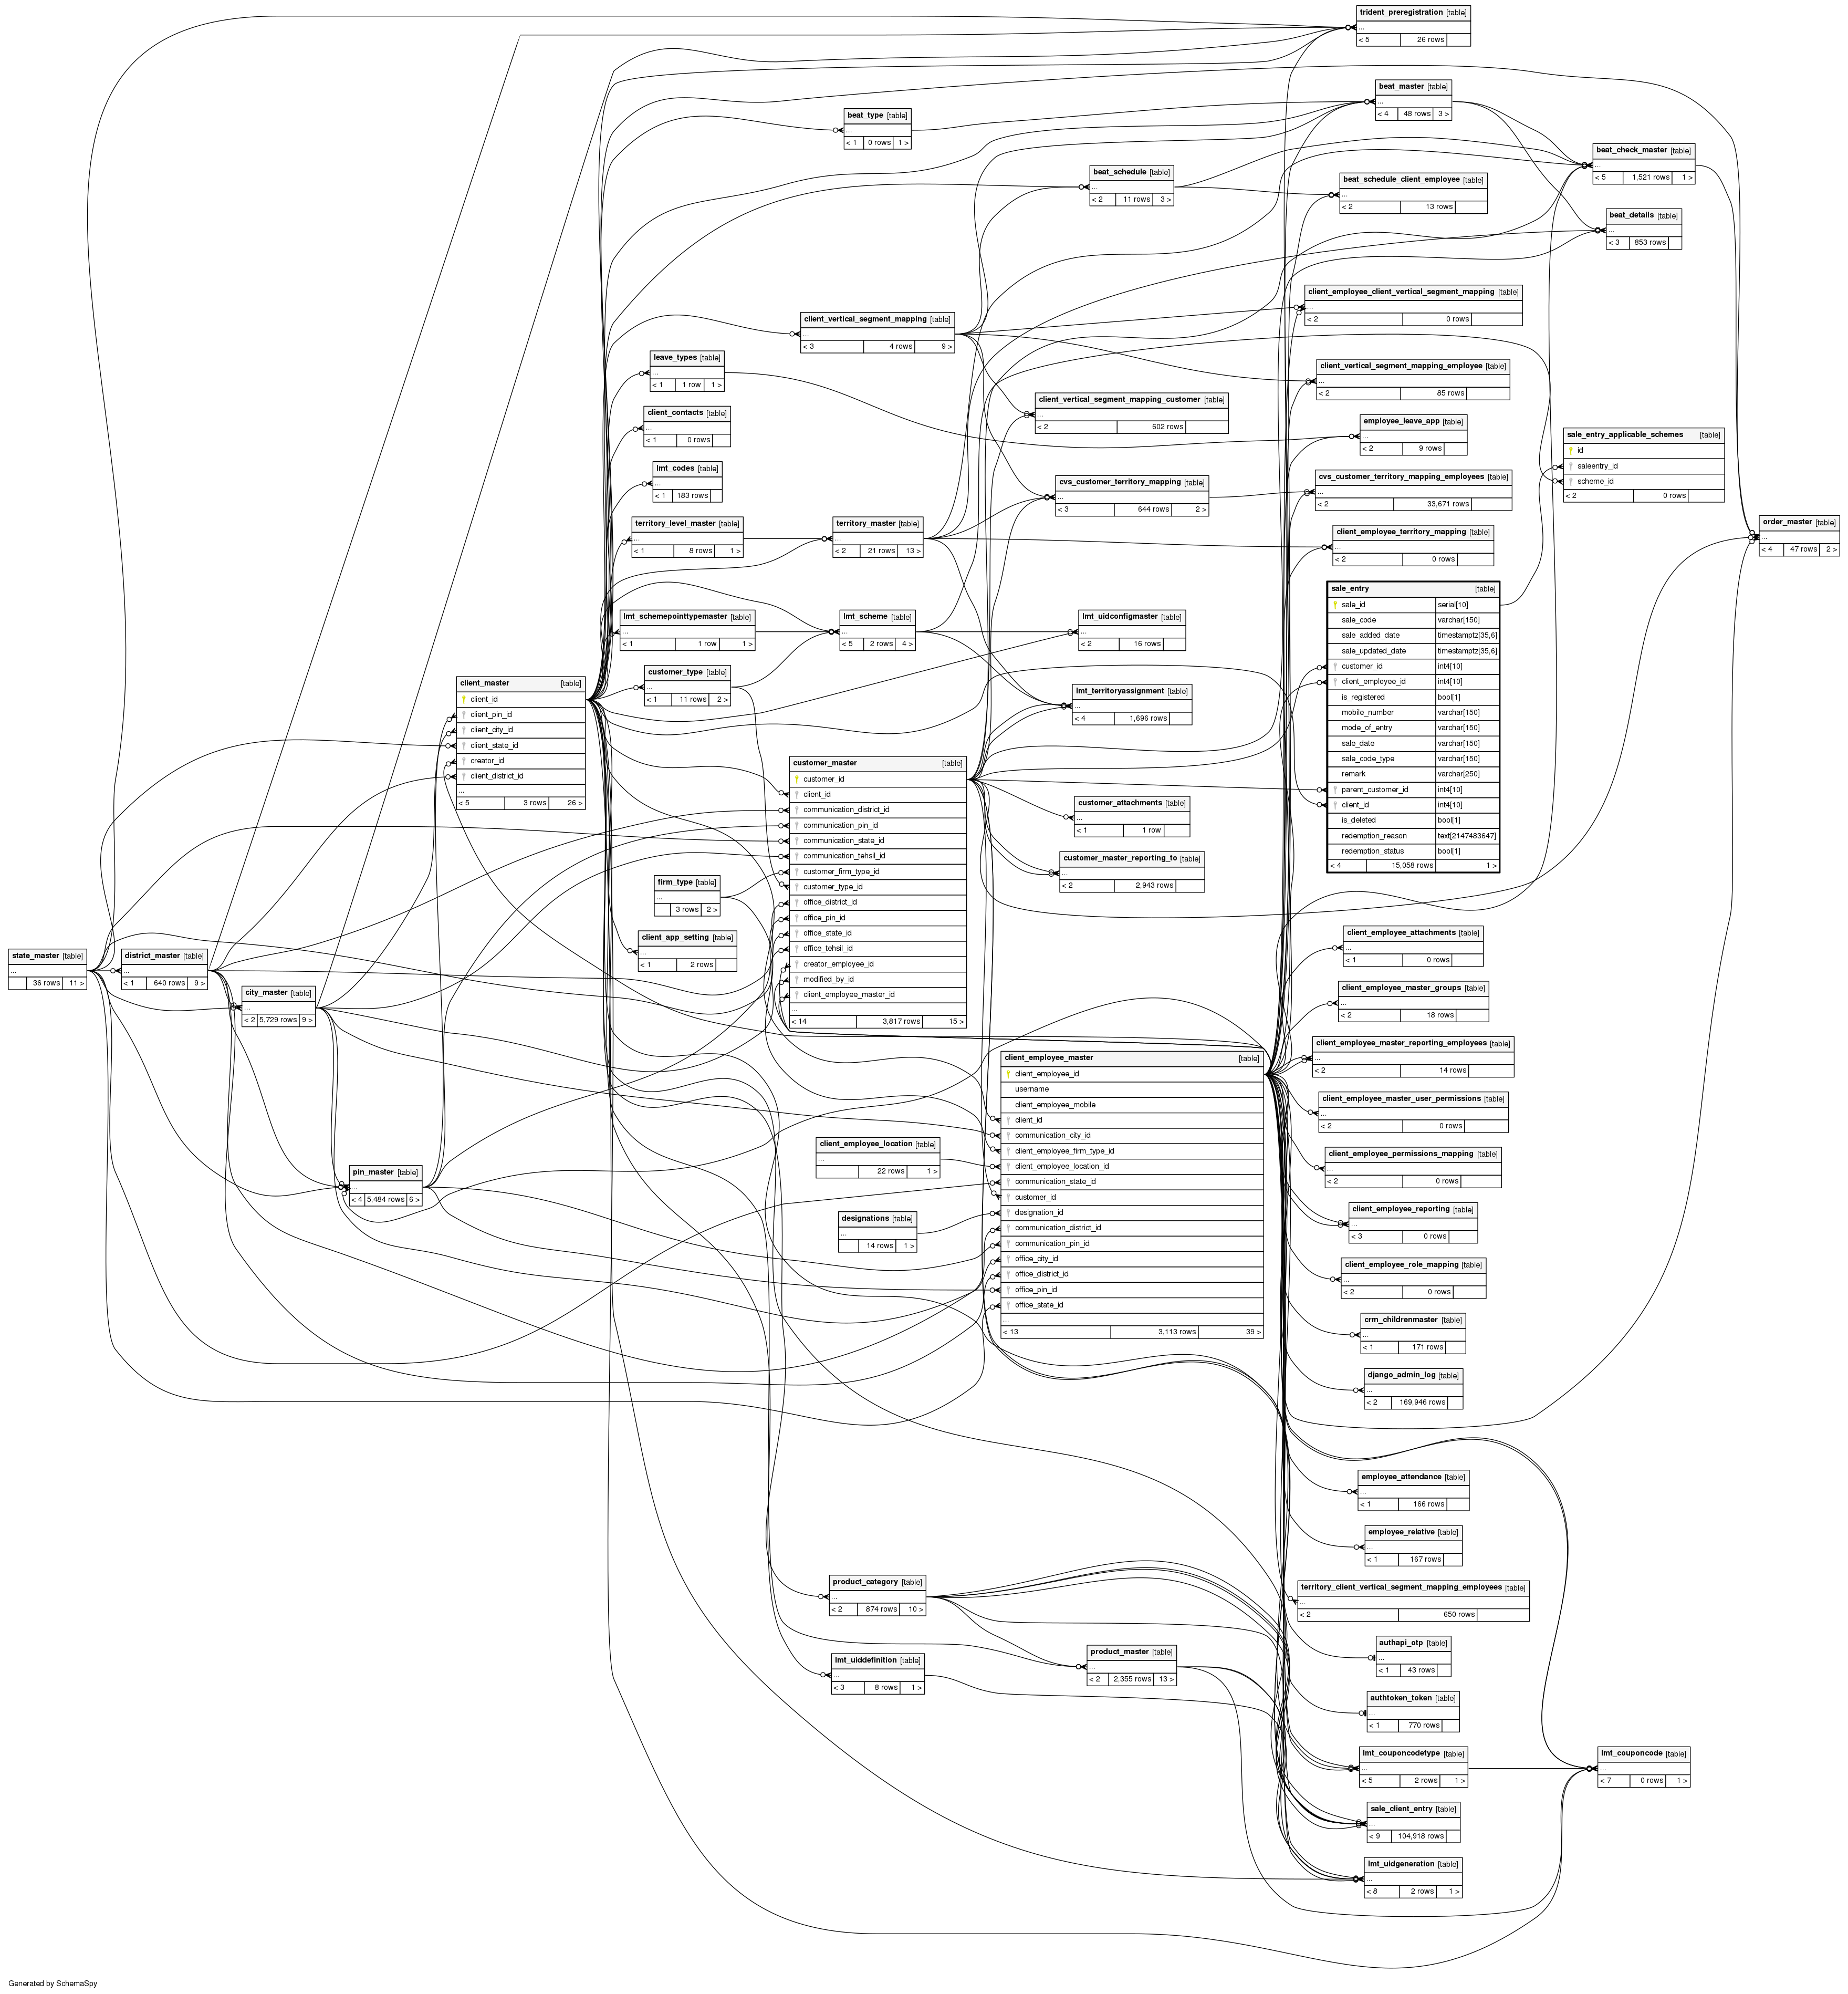 trident_preregistration [table]
...
< 5 26 rows
beat_master [table]
...
< 4 48 rows 3 >
beat_type [table]
...
< 1 0 rows 1 >
beat_check_master [table]
...
< 5 1,521 rows 1 >
beat_schedule [table]
...
< 2 11 rows 3 >
beat_schedule_client_employee [table]
...
< 2 13 rows
beat_details [table]
...
< 3 853 rows
client_employee_client_vertical_segment_mapping [table]
...
< 2 0 rows
client_vertical_segment_mapping [table]
...
< 3 4 rows 9 >
leave_types [table]
...
< 1 1 row 1 >
client_vertical_segment_mapping_employee [table]
...
< 2 85 rows
client_vertical_segment_mapping_customer [table]
...
< 2 602 rows
client_contacts [table]
...
< 1 0 rows
employee_leave_app [table]
...
< 2 9 rows
sale_entry_applicable_schemes [table]
id
saleentry_id
scheme_id
< 2 0 rows
lmt_codes [table]
...
< 1 183 rows
cvs_customer_territory_mapping [table]
...
< 3 644 rows 2 >
cvs_customer_territory_mapping_employees [table]
...
< 2 33,671 rows
territory_level_master [table]
...
< 1 8 rows 1 >
territory_master [table]
...
< 2 21 rows 13 >
client_employee_territory_mapping [table]
...
< 2 0 rows
order_master [table]
...
< 4 47 rows 2 >
sale_entry [table]
sale_id serial[10]
sale_code varchar[150]
sale_added_date timestamptz[35,6]
sale_updated_date timestamptz[35,6]
customer_id int4[10]
client_employee_id int4[10]
is_registered bool[1]
mobile_number varchar[150]
mode_of_entry varchar[150]
sale_date varchar[150]
sale_code_type varchar[150]
remark varchar[250]
parent_customer_id int4[10]
client_id int4[10]
is_deleted bool[1]
redemption_reason text[2147483647]
redemption_status bool[1]
< 4 15,058 rows 1 >
lmt_schemepointtypemaster [table]
...
< 1 1 row 1 >
lmt_scheme [table]
...
< 5 2 rows 4 >
lmt_uidconfigmaster [table]
...
< 2 16 rows
customer_type [table]
...
< 1 11 rows 2 >
client_master [table]
client_id
client_pin_id
client_city_id
client_state_id
creator_id
client_district_id
...
< 5 3 rows 26 >
lmt_territoryassignment [table]
...
< 4 1,696 rows
customer_master [table]
customer_id
client_id
communication_district_id
communication_pin_id
communication_state_id
communication_tehsil_id
customer_firm_type_id
customer_type_id
office_district_id
office_pin_id
office_state_id
office_tehsil_id
creator_employee_id
modified_by_id
client_employee_master_id
...
< 14 3,817 rows 15 >
customer_attachments [table]
...
< 1 1 row
customer_master_reporting_to [table]
...
< 2 2,943 rows
firm_type [table]
...
3 rows 2 >
client_app_setting [table]
...
< 1 2 rows
state_master [table]
...
36 rows 11 >
district_master [table]
...
< 1 640 rows 9 >
city_master [table]
...
< 2 5,729 rows 9 >
client_employee_attachments [table]
...
< 1 0 rows
client_employee_master_groups [table]
...
< 2 18 rows
client_employee_master_reporting_employees [table]
...
< 2 14 rows
client_employee_master [table]
client_employee_id
username
client_employee_mobile
client_id
communication_city_id
client_employee_firm_type_id
client_employee_location_id
communication_state_id
customer_id
designation_id
communication_district_id
communication_pin_id
office_city_id
office_district_id
office_pin_id
office_state_id
...
< 13 3,113 rows 39 >
client_employee_master_user_permissions [table]
...
< 2 0 rows
client_employee_location [table]
...
22 rows 1 >
client_employee_permissions_mapping [table]
...
< 2 0 rows
pin_master [table]
...
< 4 5,484 rows 6 >
designations [table]
...
14 rows 1 >
client_employee_reporting [table]
...
< 3 0 rows
client_employee_role_mapping [table]
...
< 2 0 rows
crm_childrenmaster [table]
...
< 1 171 rows
django_admin_log [table]
...
< 2 169,946 rows
employee_attendance [table]
...
< 1 166 rows
employee_relative [table]
...
< 1 167 rows
product_category [table]
...
< 2 874 rows 10 >
territory_client_vertical_segment_mapping_employees [table]
...
< 2 650 rows
authapi_otp [table]
...
< 1 43 rows
product_master [table]
...
< 2 2,355 rows 13 >
lmt_uiddefinition [table]
...
< 3 8 rows 1 >
authtoken_token [table]
...
< 1 770 rows
lmt_couponcodetype [table]
...
< 5 2 rows 1 >
lmt_couponcode [table]
...
< 7 0 rows 1 >
sale_client_entry [table]
...
< 9 104,918 rows
lmt_uidgeneration [table]
...
< 8 2 rows 1 >
Generated by SchemaSpy